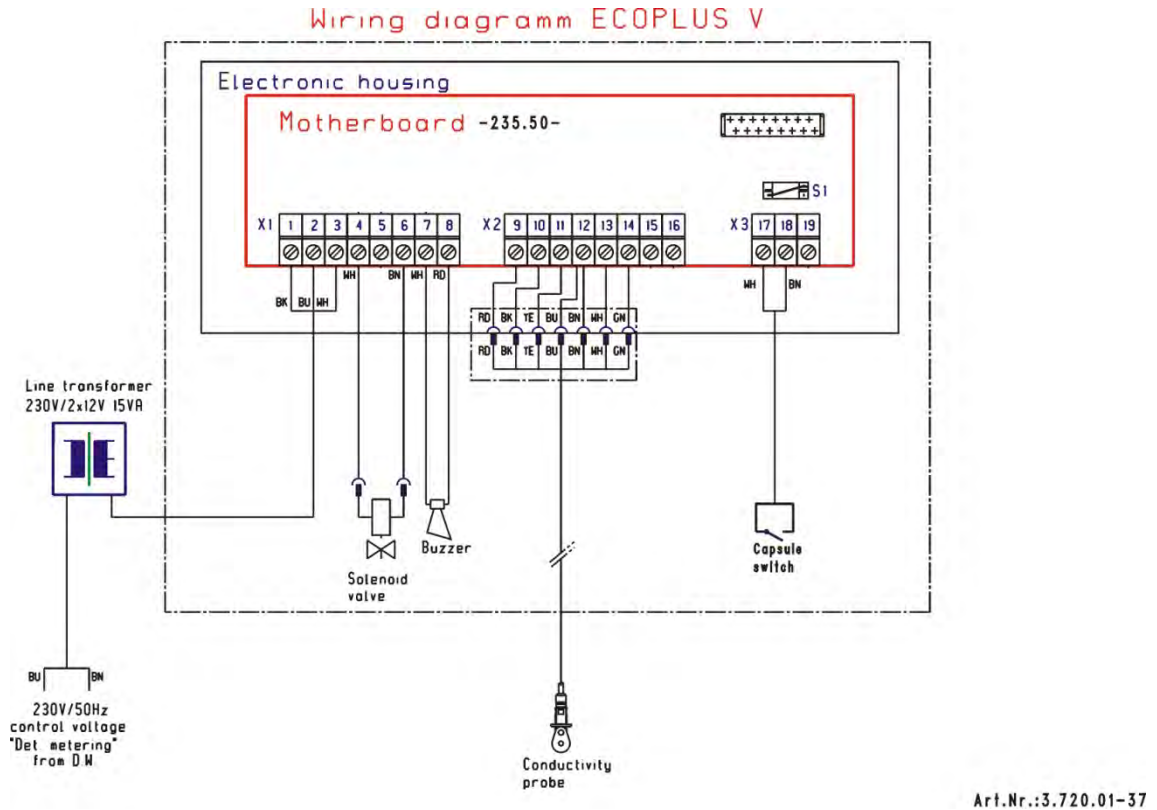 Wiring diagramm ECOPLUS V
Electronic housing
Motherboard -235.50-
S1
X1 1 2 3 4 5 6 7 8
X2 9 10 11 12 13 14 15 16
X3 17 18 19
WH BN WH RD
WH BN
BK BU WH
RD BK TE BU BN WH GN
RD BK TE BU BN WH GN
Line transformer
230V/2x12V 15VA
Buzzer
Solenoid
valve
Capsule
switch
BU BN
230V/50Hz
control voltage
"Det. metering"
from D.W.
Conductivity
probe
Art.Nr.:3.720.01-37